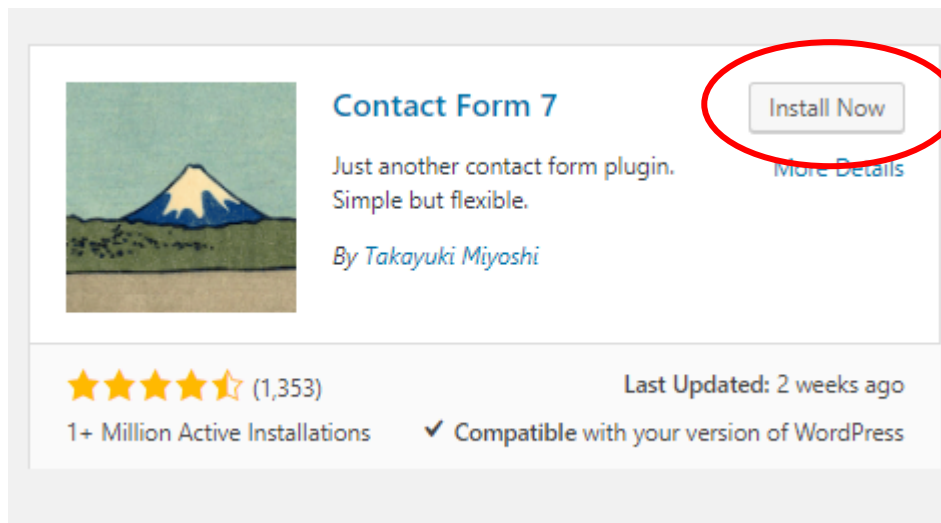 Contact Form 7
Install Now
Just another contact form plugin.
Simple but flexible.
More Details
By Takayuki Miyoshi
(1,353)
Last Updated: 2 weeks ago
1+ Million Active Installations
Compatible with your version of WordPress